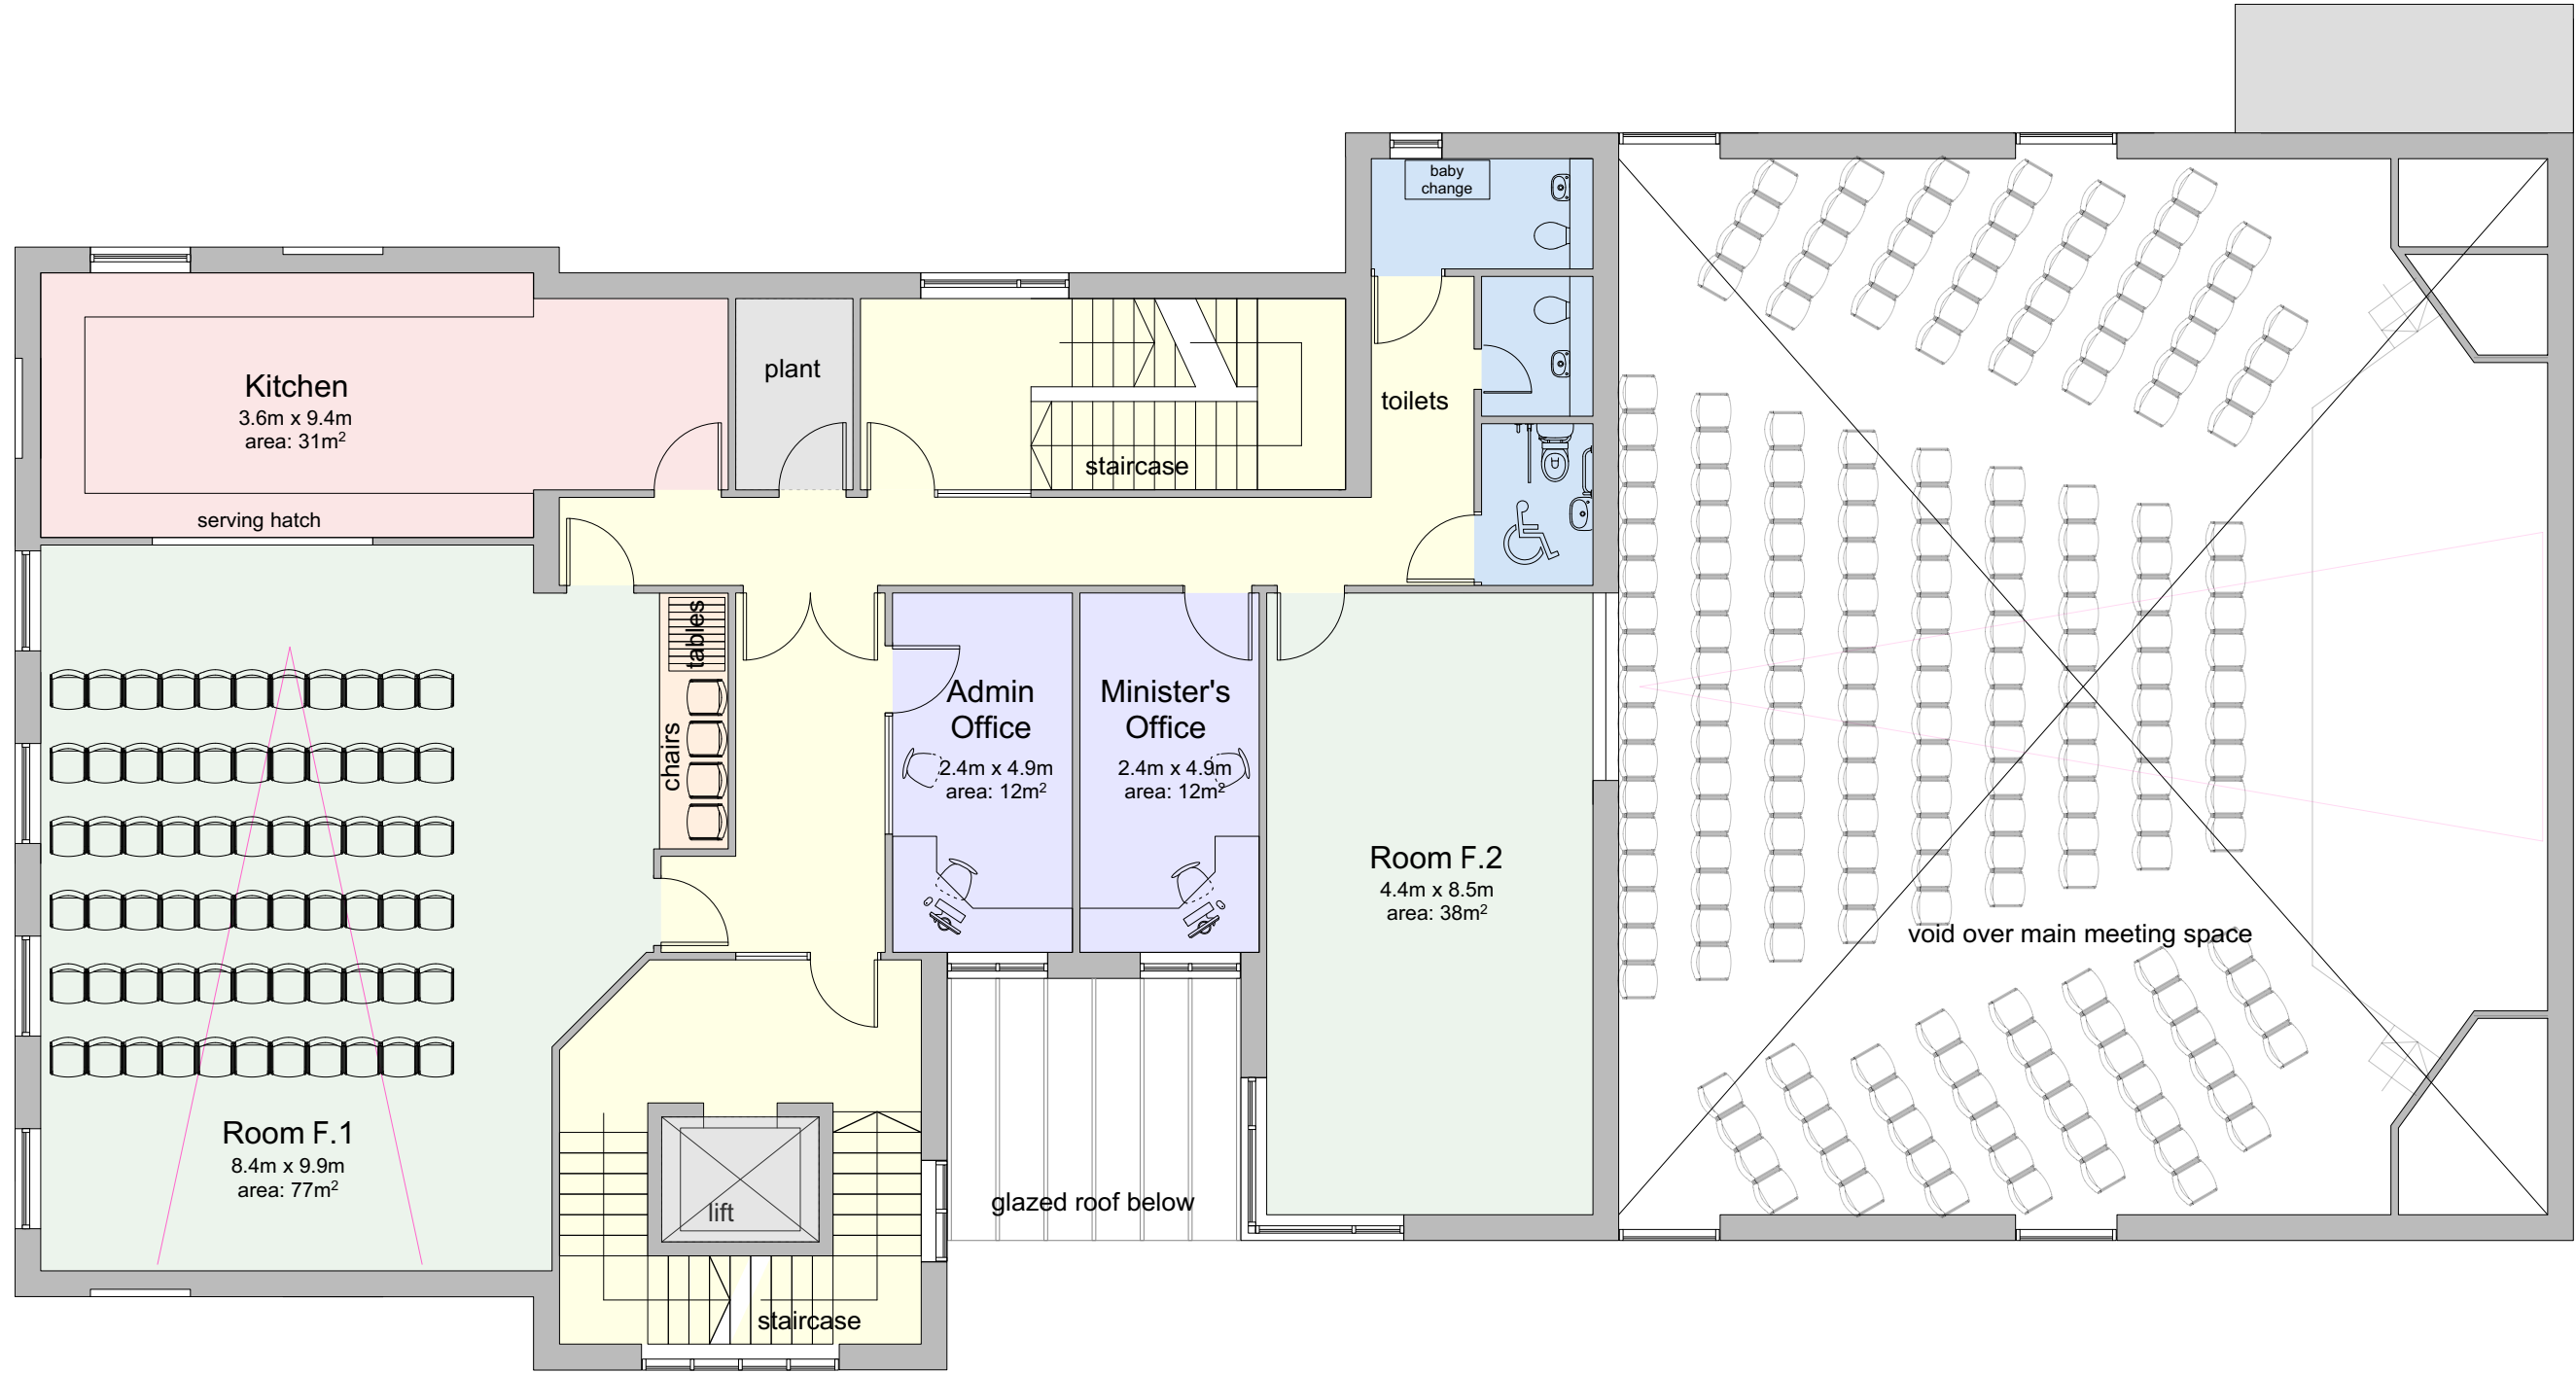 baby
change
Kitchen
3.6m x 9.4m
area: 31m²
serving hatch
plant
staircase
toilets
tables
chairs
Admin
Office
2.4m x 4.9m
area: 12m²
Minister's
Office
2.4m x 4.9m
area: 12m²
Room F.2
4.4m x 8.5m
area: 38m²
void over main meeting space
Room F.1
8.4m x 9.9m
area: 77m²
lift
glazed roof below
staircase